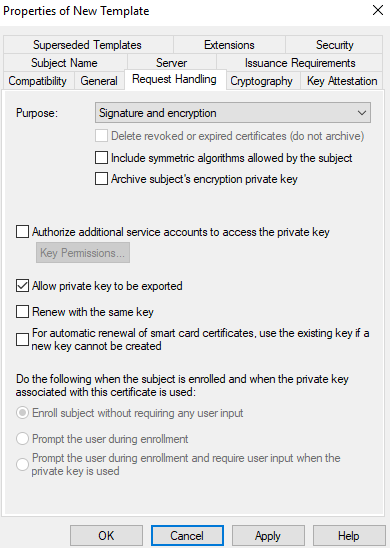 Properties of New Template
Superseded Templates Extensions Security
Subject Name Server Issuance Requirements
Compatibility General Request Handling Cryptography Key Attestation
Purpose: Signature and encryption
Delete revoked or expired certificates (do not archive)
Include symmetric algorithms allowed by the subject
Archive subject's encryption private key
Authorize additional service accounts to access the private key
Key Permissions...
Allow private key to be exported
Renew with the same key
For automatic renewal of smart card certificates, use the existing key if a
new key cannot be created
Do the following when the subject is enrolled and when the private key
associated with this certificate is used:
Enroll subject without requiring any user input
Prompt the user during enrollment
Prompt the user during enrollment and require user input when the
private key is used
OK Cancel Apply Help